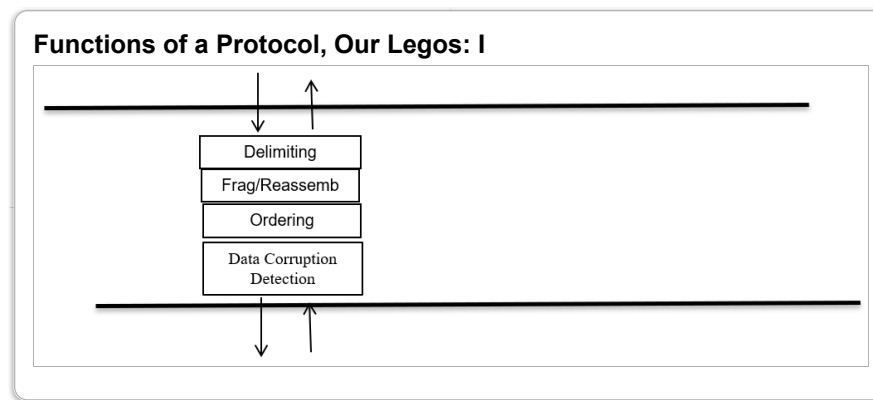 Functions of a Protocol, Our Legos: I
Delimiting
Frag/Reassemb
Ordering
Data Corruption
Detection